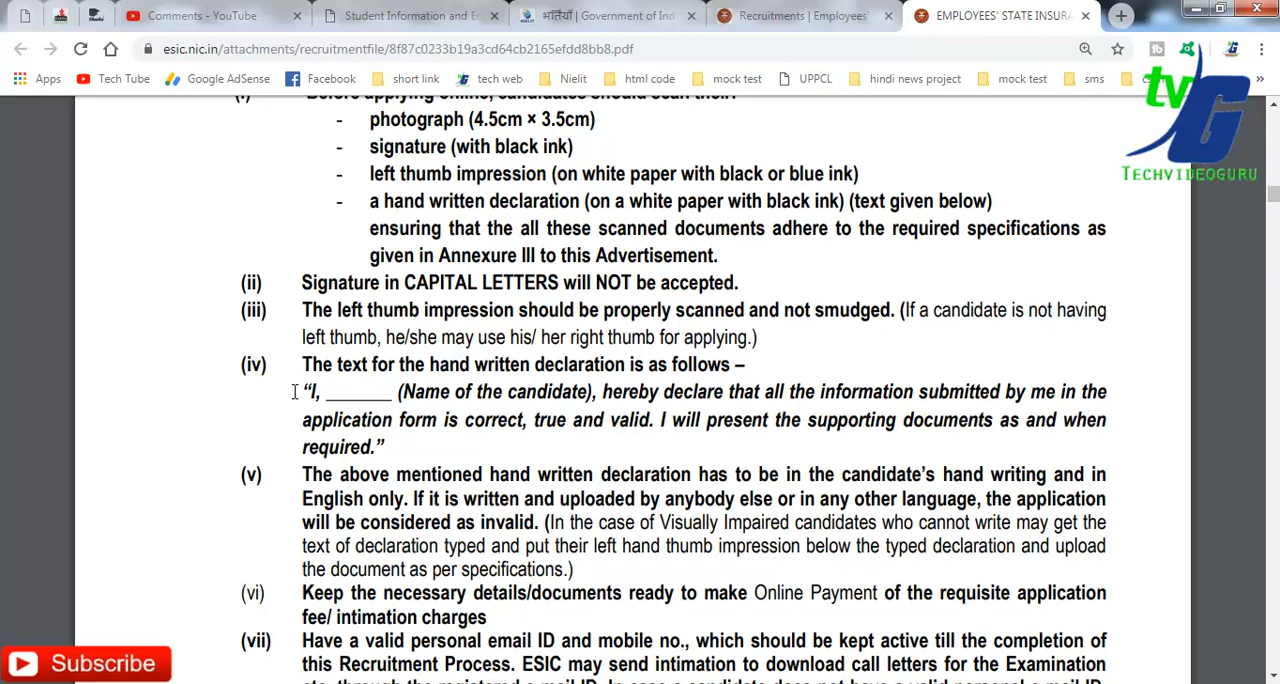 Comments - YouTube
Student Information and E
भर्तियाँ | Government of Ind
Recruitments | Employees'
EMPLOYEES' STATE INSURA
esic.nic.in/attachments/recruitmentfile/8f87c0233b19a3cd64cb2165efdd8bb8.pdf
Apps
Tech Tube
Google AdSense
Facebook
short link
tech web
Nielit
html code
mock test
UPPCL
hindi news project
mock test
sms
tv
G
TECHVIDEOGURU
Before applying online, candidates should scan their:
- photograph (4.5cm × 3.5cm)
- signature (with black ink)
- left thumb impression (on white paper with black or blue ink)
- a hand written declaration (on a white paper with black ink) (text given below)
ensuring that the all these scanned documents adhere to the required specifications as
given in Annexure III to this Advertisement.
(ii) Signature in CAPITAL LETTERS will NOT be accepted.
(iii) The left thumb impression should be properly scanned and not smudged. (If a candidate is not having
left thumb, he/she may use his/ her right thumb for applying.)
(iv) The text for the hand written declaration is as follows –
“I, _______ (Name of the candidate), hereby declare that all the information submitted by me in the
application form is correct, true and valid. I will present the supporting documents as and when
required.”
(v) The above mentioned hand written declaration has to be in the candidate’s hand writing and in
English only. If it is written and uploaded by anybody else or in any other language, the application
will be considered as invalid. (In the case of Visually Impaired candidates who cannot write may get the
text of declaration typed and put their left hand thumb impression below the typed declaration and upload
the document as per specifications.)
(vi) Keep the necessary details/documents ready to make Online Payment of the requisite application
fee/ intimation charges
(vii) Have a valid personal email ID and mobile no., which should be kept active till the completion of
this Recruitment Process. ESIC may send intimation to download call letters for the Examination
Subscribe